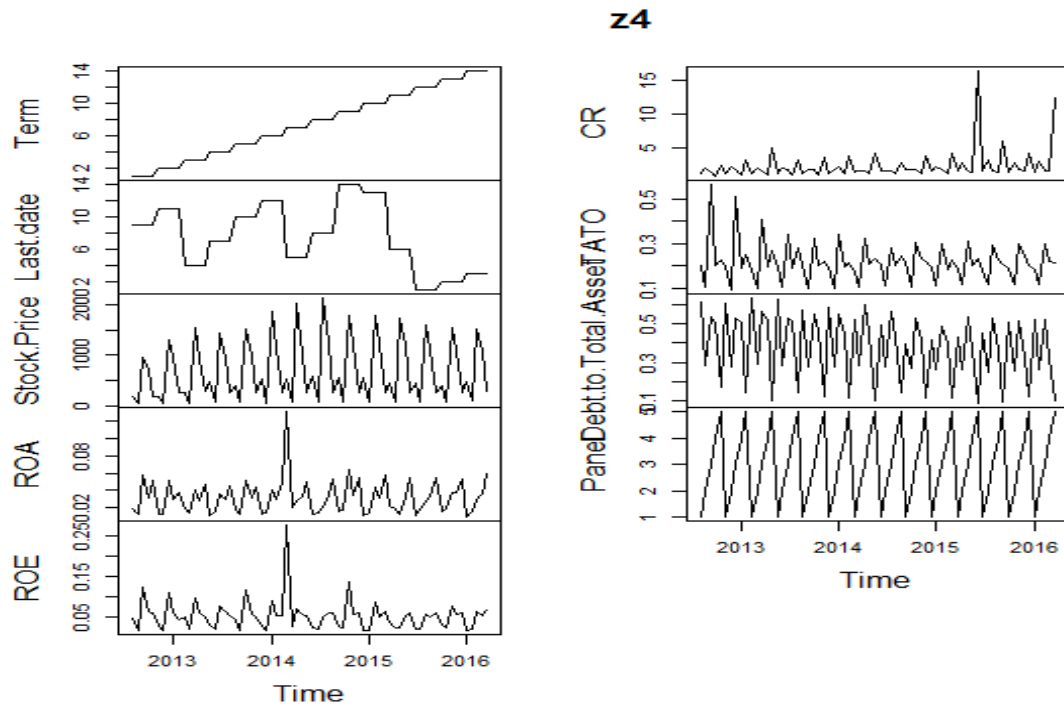 z4
Term
2 6 10 14
Last.date
2 6 10 14
Stock.Price
0 1000 2000
ROA
0.02 0.08
ROE
0.05 0.15 0.25
2013 2014 2015 2016
Time
CR
5 10 15
TATO
0.1 0.3 0.5
Debt.to.Total.Asset
0.1 0.3 0.5
Pane
1 2 3 4 5
2013 2014 2015 2016
Time